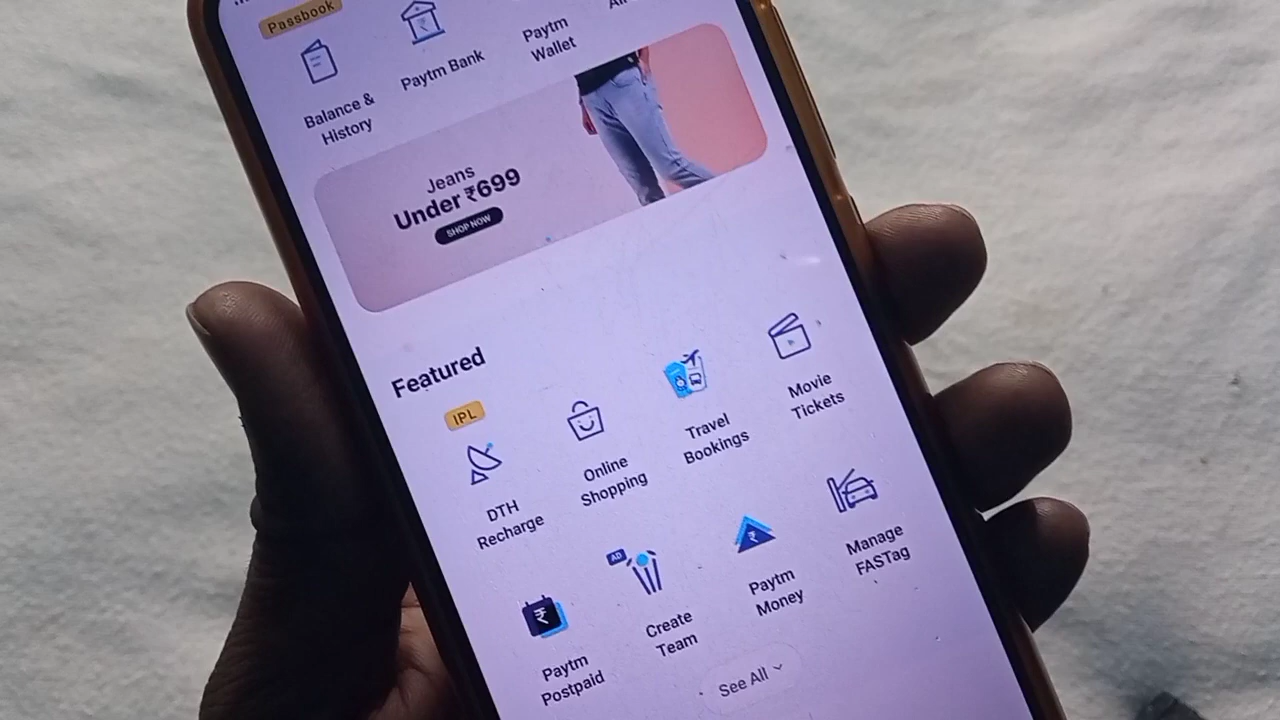 Passbook
Balance &
History
Paytm Bank
Paytm
Wallet
Jeans
Under ₹699
SHOP NOW
Featured
IPL
DTH
Recharge
Online
Shopping
Travel
Bookings
Movie
Tickets
Paytm
Postpaid
AD
Create
Team
Paytm
Money
Manage
FASTag
See All